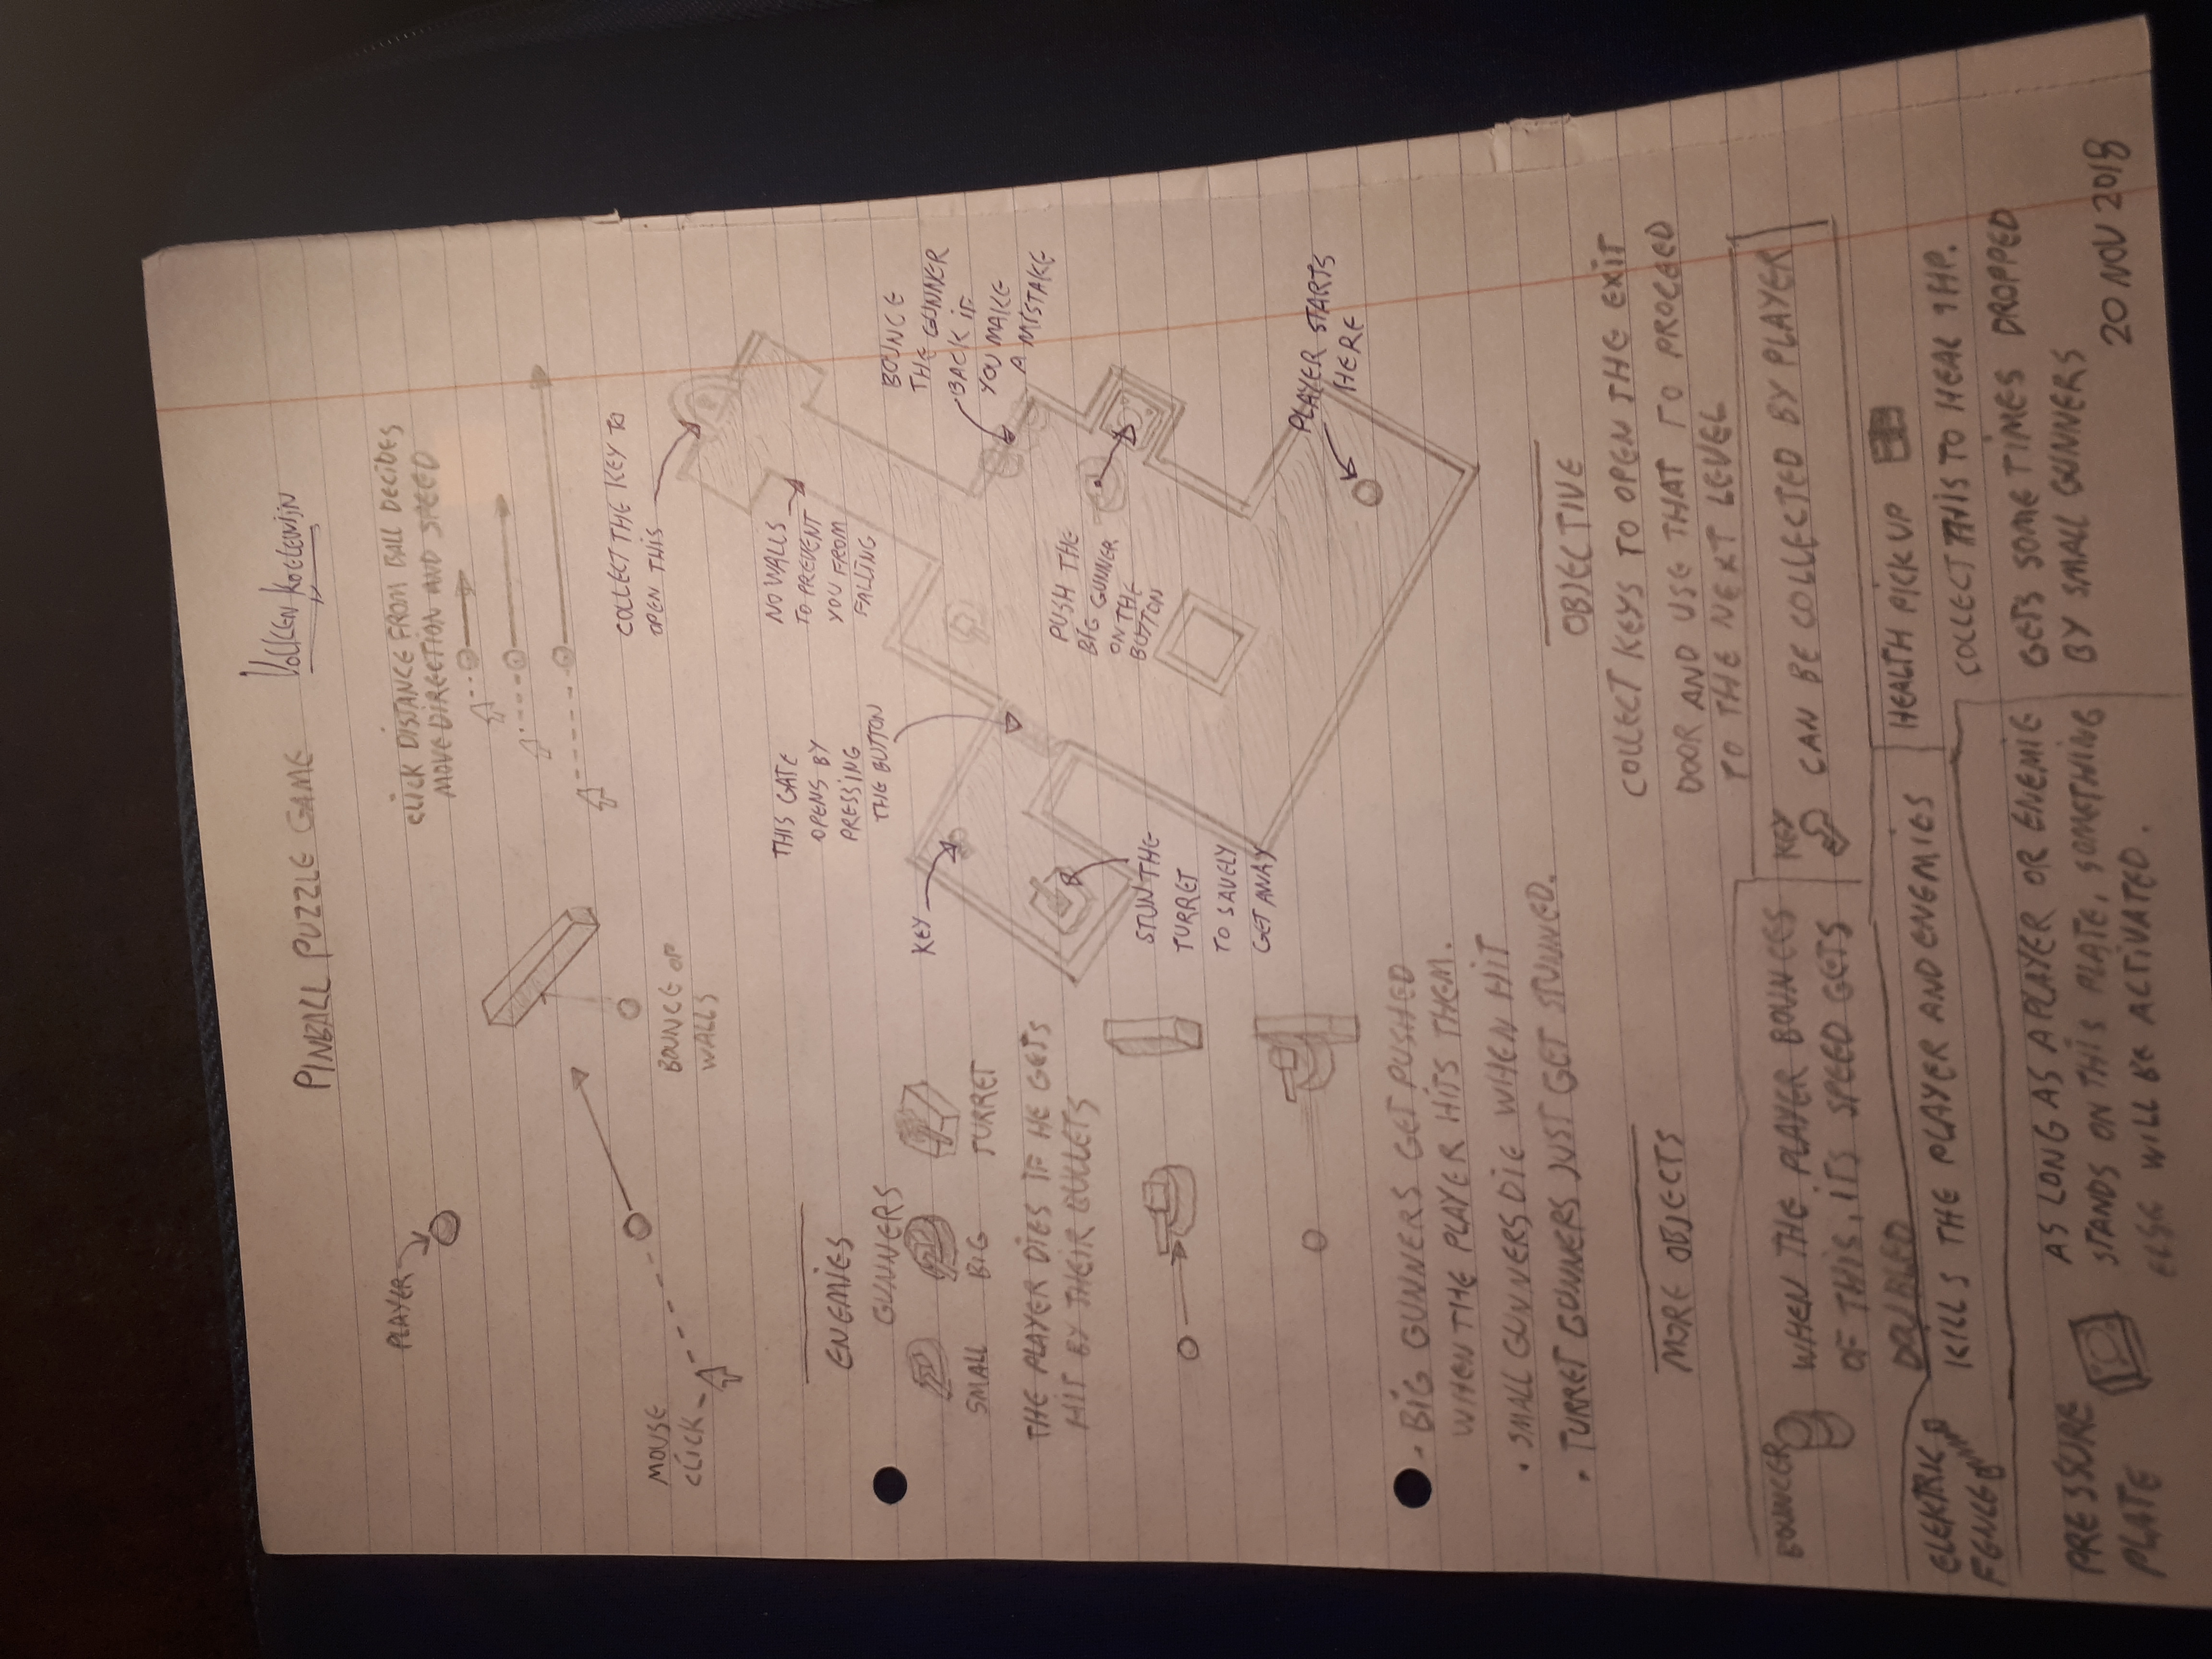 PINBALL PUZZLE GAME
VOLKEN KOELEWIJN
PLAYER
CLICK DISTANCE FROM BALL DECIDES
MOVE DIRECTION AND SPEED
MOUSE
CLICK
BOUNCE OF
WALLS
COLLECT THE KEY TO
OPEN THIS
THIS GATE
OPENS BY
PRESSING
THE BUTTON
NO WALLS
TO PREVENT
YOU FROM
FALLING
KEY
BOUNCE
THE GUNNER
BACK IF
YOU MAKE
A MISTAKE
PUSH THE
BIG GUNNER
ON THE
BUTTON
STUN THE
TURRET
TO SAVELY
GET AWAY
PLAYER STARTS
HERE
ENEMIES
GUNNERS
SMALL BIG TURRET
THE PLAYER DIES IF HE GETS
HIT BY THEIR BULLETS
- BIG GUNNERS GET PUSHED
WHEN THE PLAYER HITS THEM.
• SMALL GUNNERS DIE WHEN HIT
• TURRET GUNNERS JUST GET STUNNED.
OBJECTIVE
COLLECT KEYS TO OPEN THE EXIT
DOOR AND USE THAT TO PROCEED
TO THE NEXT LEVEL
MORE OBJECTS
BOUNCER
WHEN THE PLAYER BOUNCES
OF THIS, ITS SPEED GETS
DOUBLED
KEY
CAN BE COLLECTED BY PLAYER
ELEKTRIC
FENCE
KILLS THE PLAYER AND ENEMIES
HEALTH PICK UP
COLLECT THIS TO HEAL 1 HP.
GETS SOME TIMES DROPPED
BY SMALL GUNNERS
PRESSURE
PLATE
AS LONG AS A PLAYER OR ENEMIE
STANDS ON THIS PLATE, SOMETHING
ELSE WILL BE ACTIVATED.
20 NOV 2018